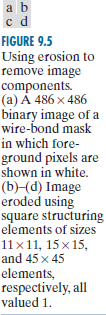 a b
c d
FIGURE 9.5
Using erosion to
remove image
components.
(a) A 486 × 486
binary image of a
wire-bond mask
in which fore-
ground pixels are
shown in white.
(b)–(d) Image
eroded using
square structuring
elements of sizes
11 × 11, 15 × 15,
and 45 × 45
elements,
respectively, all
valued 1.